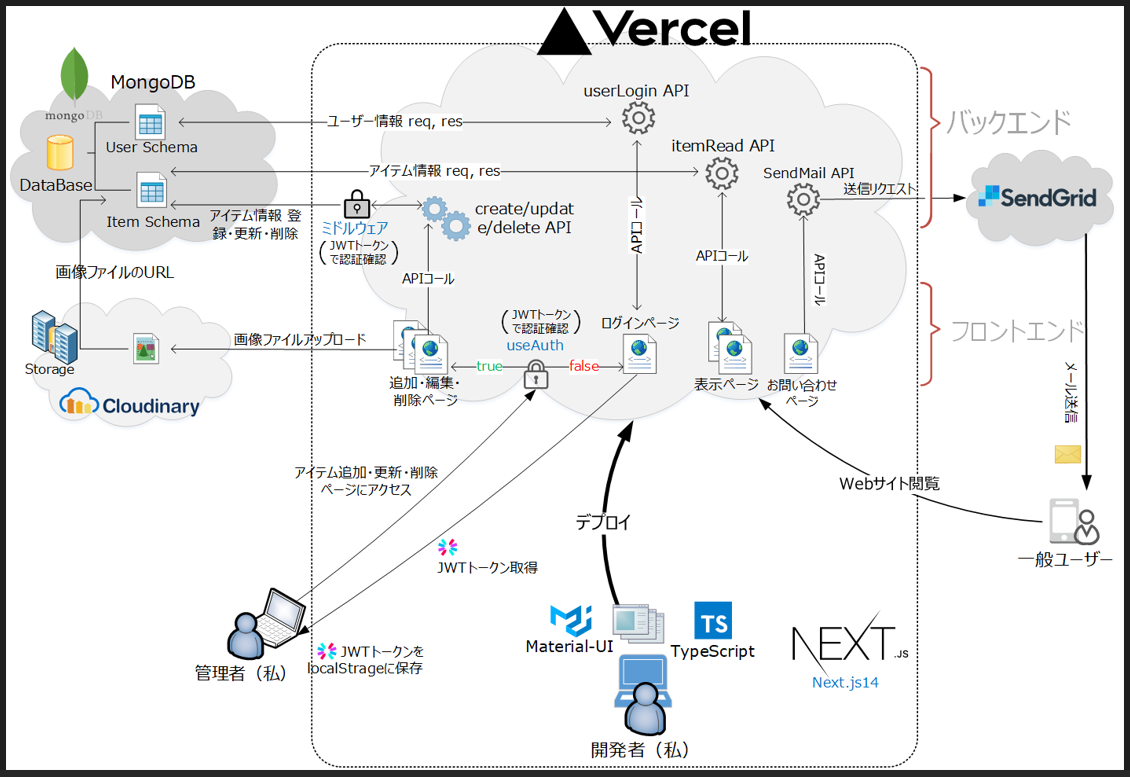 Vercel
MongoDB
mongoDB
User Schema
DataBase
Item Schema
ユーザー情報 req, res
アイテム情報 req, res
アイテム情報 登
録・更新・削除
ミドルウェア
(JWTトークン
で認証確認)
userLogin API
itemRead API
SendMail API
create/updat
e/delete API
送信リクエスト
バックエンド
SendGrid
画像ファイルのURL
APIコール
APIコール
APIコール
APIコール
フロントエンド
Storage
Cloudinary
画像ファイルアップロード
(JWTトークン
で認証確認)
useAuth
true
false
ログインページ
追加・編集・
削除ページ
表示ページ
お問い合わせ
ページ
メール送信
アイテム追加・更新・削除
ページにアクセス
Webサイト閲覧
デプロイ
JWTトークン取得
一般ユーザー
管理者（私）
JWTトークンを
localStrageに保存
Material-UI
TS
TypeScript
NEXT.JS
Next.js14
開発者（私）